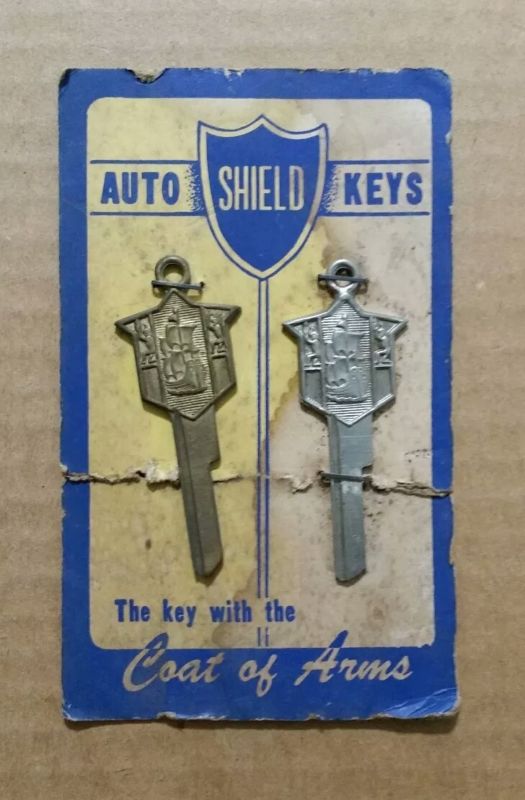 AUTO SHIELD KEYS
The key with the
Coat of Arms